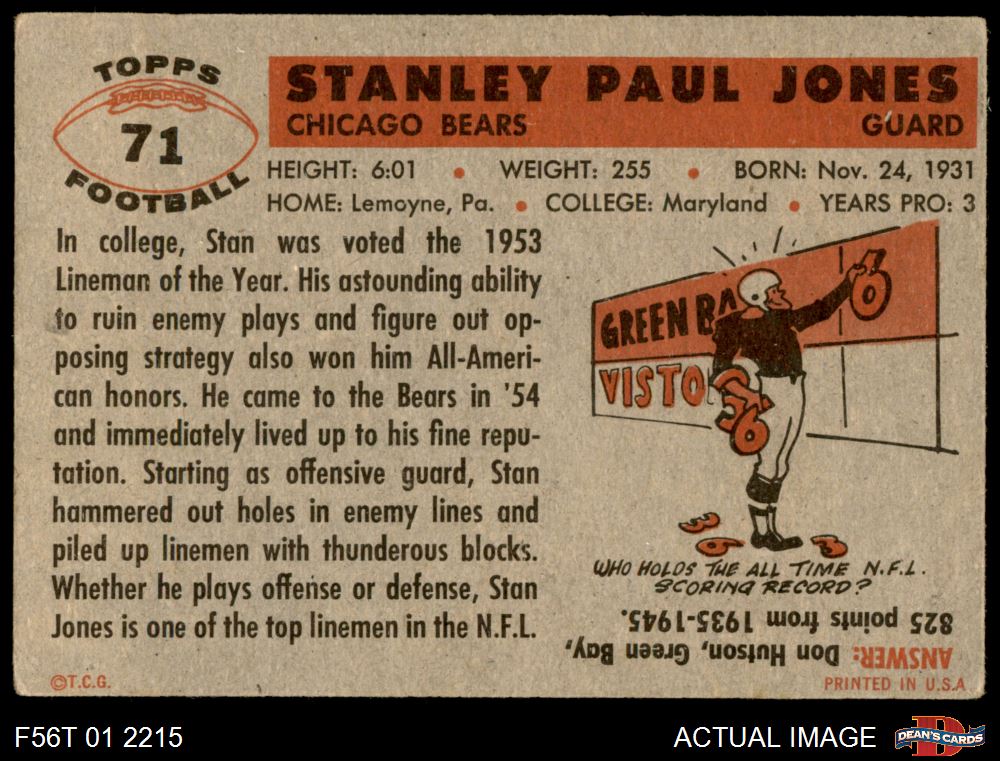 TOPPS
71
FOOTBALL
STANLEY PAUL JONES
CHICAGO BEARS GUARD
HEIGHT: 6:01 • WEIGHT: 255 • BORN: Nov. 24, 1931
HOME: Lemoyne, Pa. • COLLEGE: Maryland • YEARS PRO: 3
In college, Stan was voted the 1953
Lineman of the Year. His astounding ability
to ruin enemy plays and figure out op-
posing strategy also won him All-Ameri-
can honors. He came to the Bears in '54
and immediately lived up to his fine repu-
tation. Starting as offensive guard, Stan
hammered out holes in enemy lines and
piled up linemen with thunderous blocks.
Whether he plays offense or defense, Stan
Jones is one of the top linemen in the N.F.L.
©T.C.G.
GREEN BA
6
VISTO
36
3 6 3
WHO HOLDS THE ALL TIME N.F.L.
SCORING RECORD?
ANSWER: Don Hutson, Green Bay,
825 points from 1935-1945.
PRINTED IN U.S.A
F56T 01 2215
ACTUAL IMAGE
D
DEAN'S CARDS